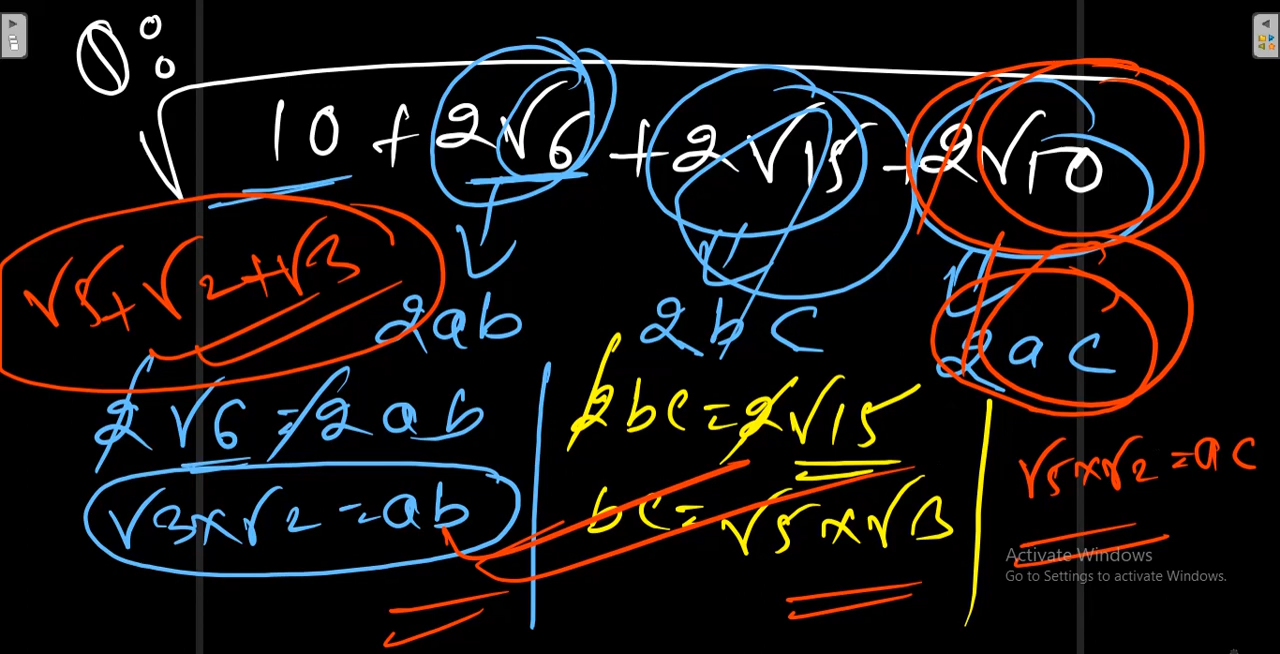 Q:
√10 + 2√6 + 2√15 + 2√10
√5 + √2 + √3
2ab 2bc 2ac
2√6 = 2ab
√3 × √2 = ab
2bc = 2√15
bc = √5 × √3
√5 × √2 = ac
Activate Windows
Go to Settings to activate Windows.